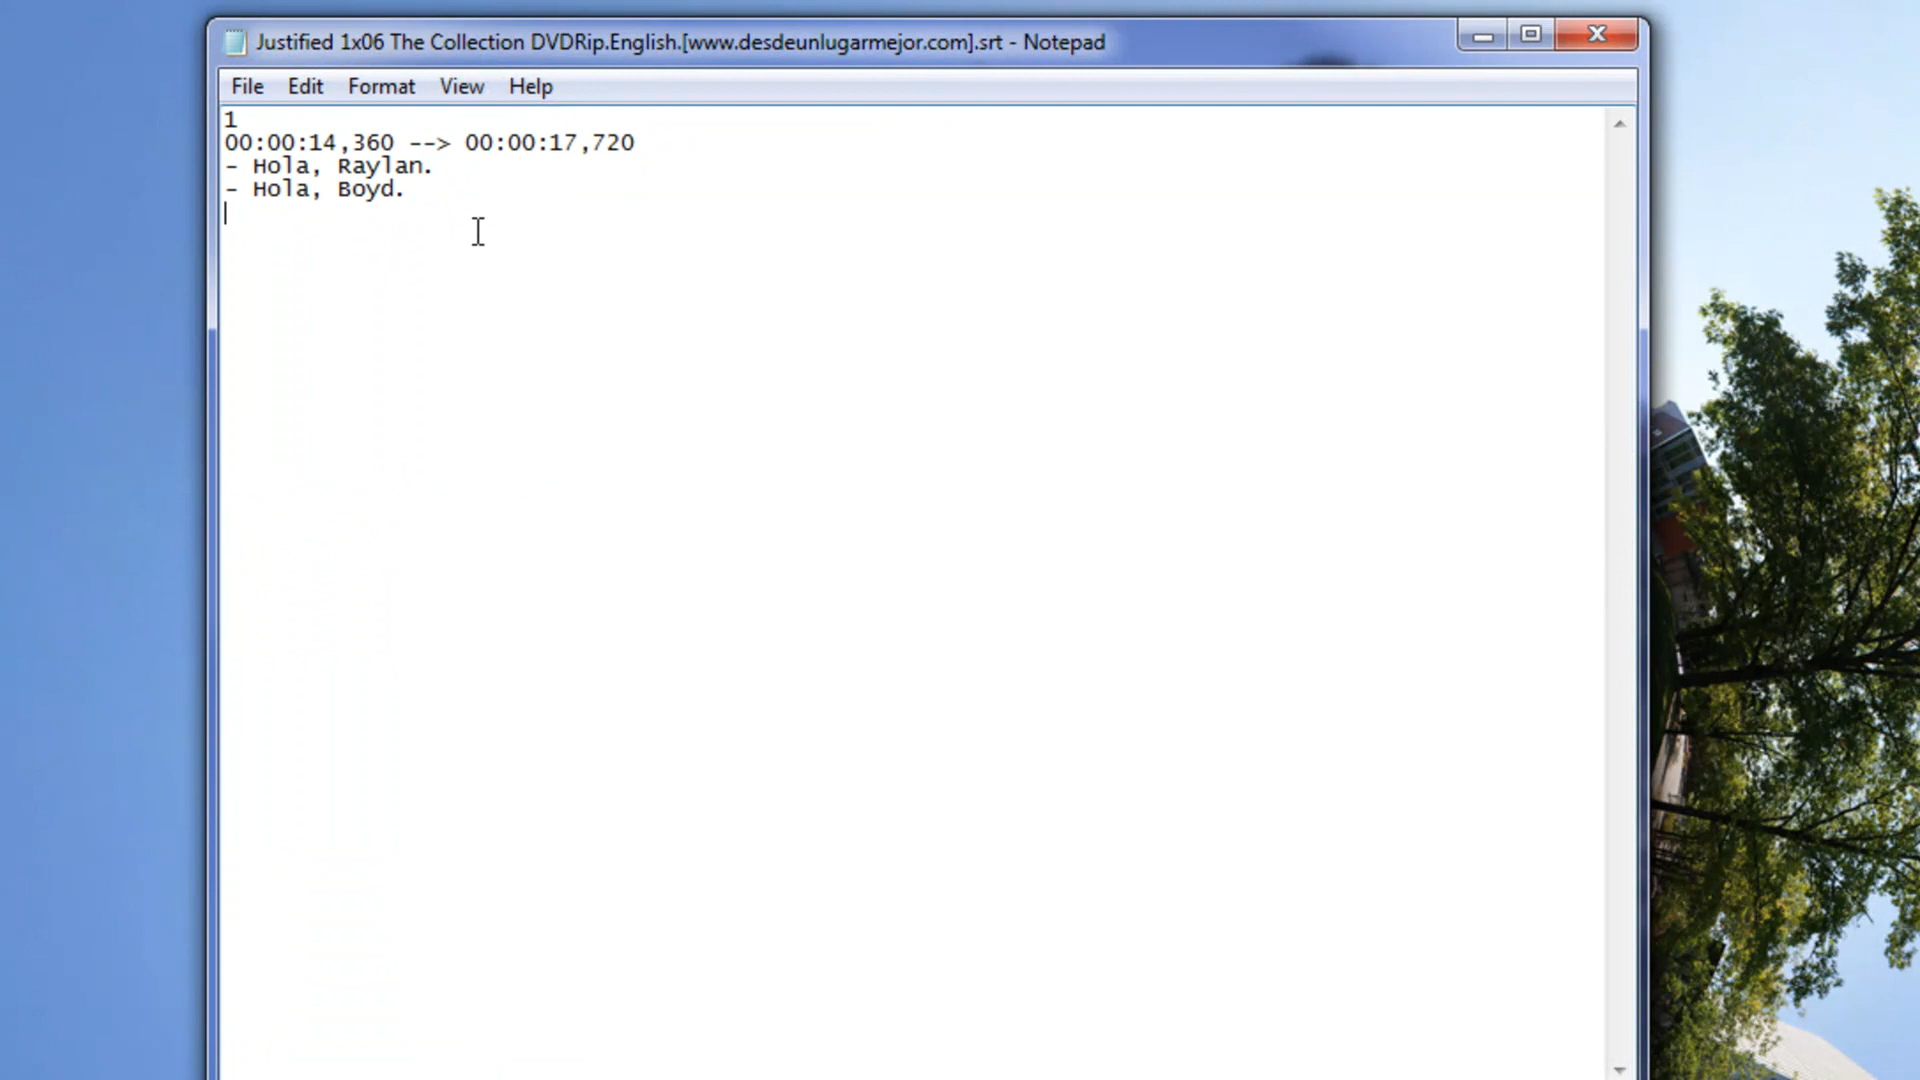 Justified 1x06 The Collection DVDRip.English.[www.desdeunlugarmejor.com].srt - Notepad
File Edit Format View Help
1
00:00:14,360 --> 00:00:17,720
- Hola, Raylan.
- Hola, Boyd.